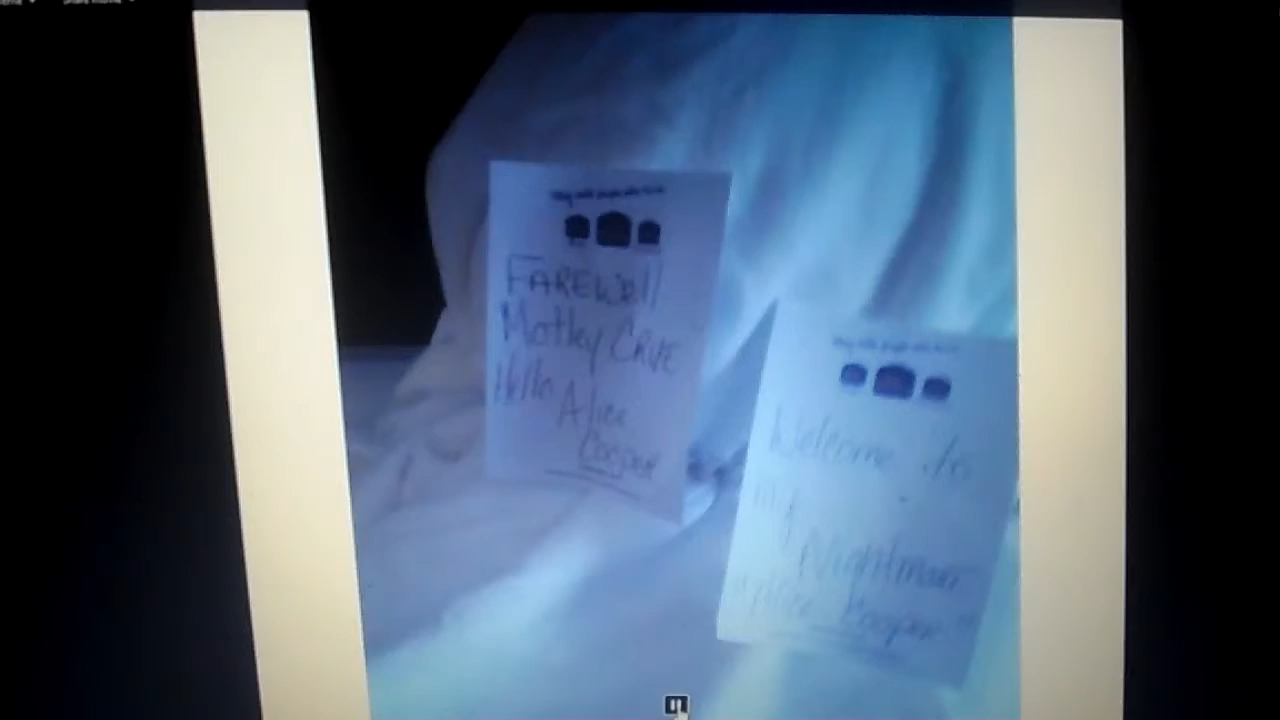 FAREWell
Motley CRUE
Hello Alice
Cooper
Welcome to
my
Nightmare
"Alice Cooper"